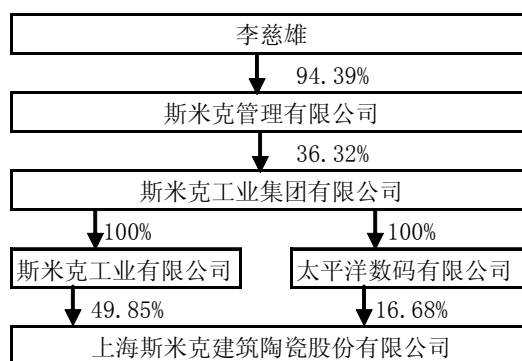 李慈雄
94.39%
斯米克管理有限公司
36.32%
斯米克工业集团有限公司
100% 100%
斯米克工业有限公司 太平洋数码有限公司
49.85% 16.68%
上海斯米克建筑陶瓷股份有限公司